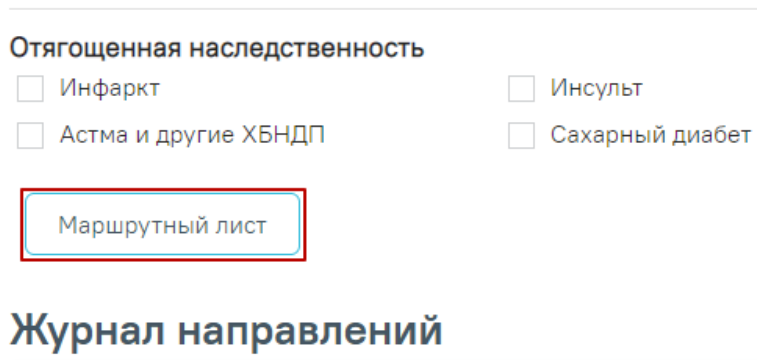 Отягощенная наследственность
Инфаркт Инсульт
Астма и другие ХБНДП Сахарный диабет
Маршрутный лист
Журнал направлений